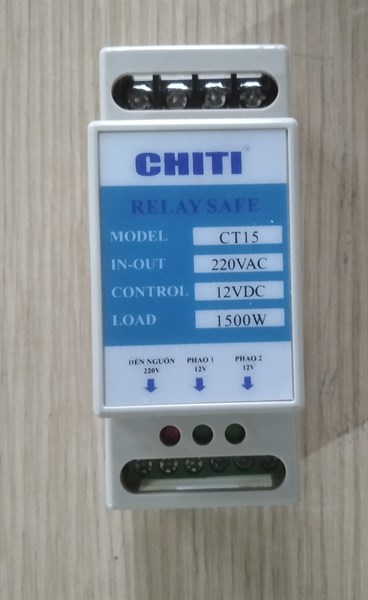 CHITI®
RELAY SAFE
MODEL CT15
IN-OUT 220VAC
CONTROL 12VDC
LOAD 1500W
ĐÈN NGUỒN PHAO 1 PHAO 2
220V 12V 12V